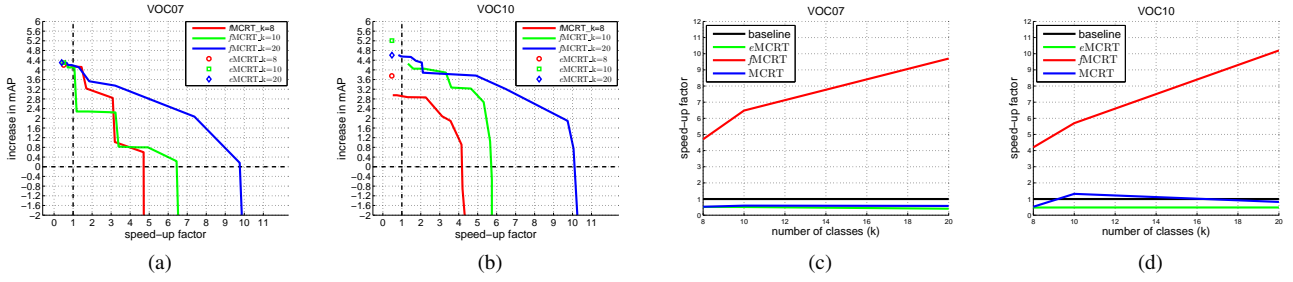 VOC07
increase in mAP
5.6
5.2
4.8
4.4
4
3.6
3.2
2.8
2.4
2
1.6
1.2
0.8
0.4
0
−0.4
−0.8
−1.2
−1.6
−2
0 1 2 3 4 5 6 7 8 9 10 11
speed−up factor
fMCRT_k=8
fMCRT_k=10
fMCRT_k=20
eMCRT_k=8
eMCRT_k=10
eMCRT_k=20
(a)
VOC10
increase in mAP
5.6
5.2
4.8
4.4
4
3.6
3.2
2.8
2.4
2
1.6
1.2
0.8
0.4
0
−0.4
−0.8
−1.2
−1.6
−2
0 1 2 3 4 5 6 7 8 9 10 11
speed−up factor
fMCRT_k=8
fMCRT_k=10
fMCRT_k=20
eMCRT_k=8
eMCRT_k=10
eMCRT_k=20
(b)
VOC07
speed−up factor
12
11
10
9
8
7
6
5
4
3
2
1
0
8 10 12 14 16 18 20
number of classes (k)
baseline
eMCRT
fMCRT
MCRT
(c)
VOC10
speed−up factor
12
11
10
9
8
7
6
5
4
3
2
1
0
8 10 12 14 16 18 20
number of classes (k)
baseline
eMCRT
fMCRT
MCRT
(d)